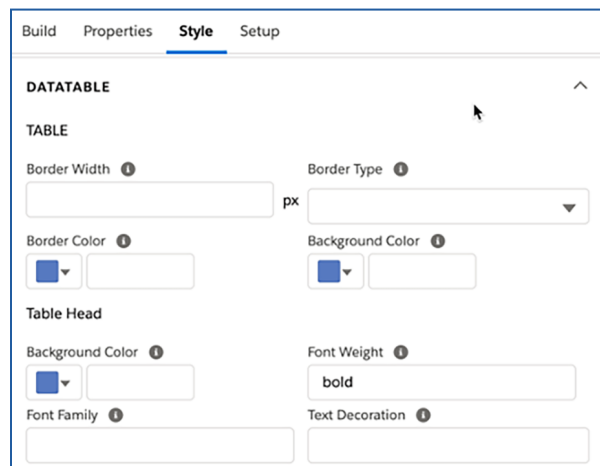 Build Properties Style Setup
DATATABLE
TABLE
Border Width Border Type
px
Border Color Background Color
Table Head
Background Color Font Weight
bold
Font Family Text Decoration